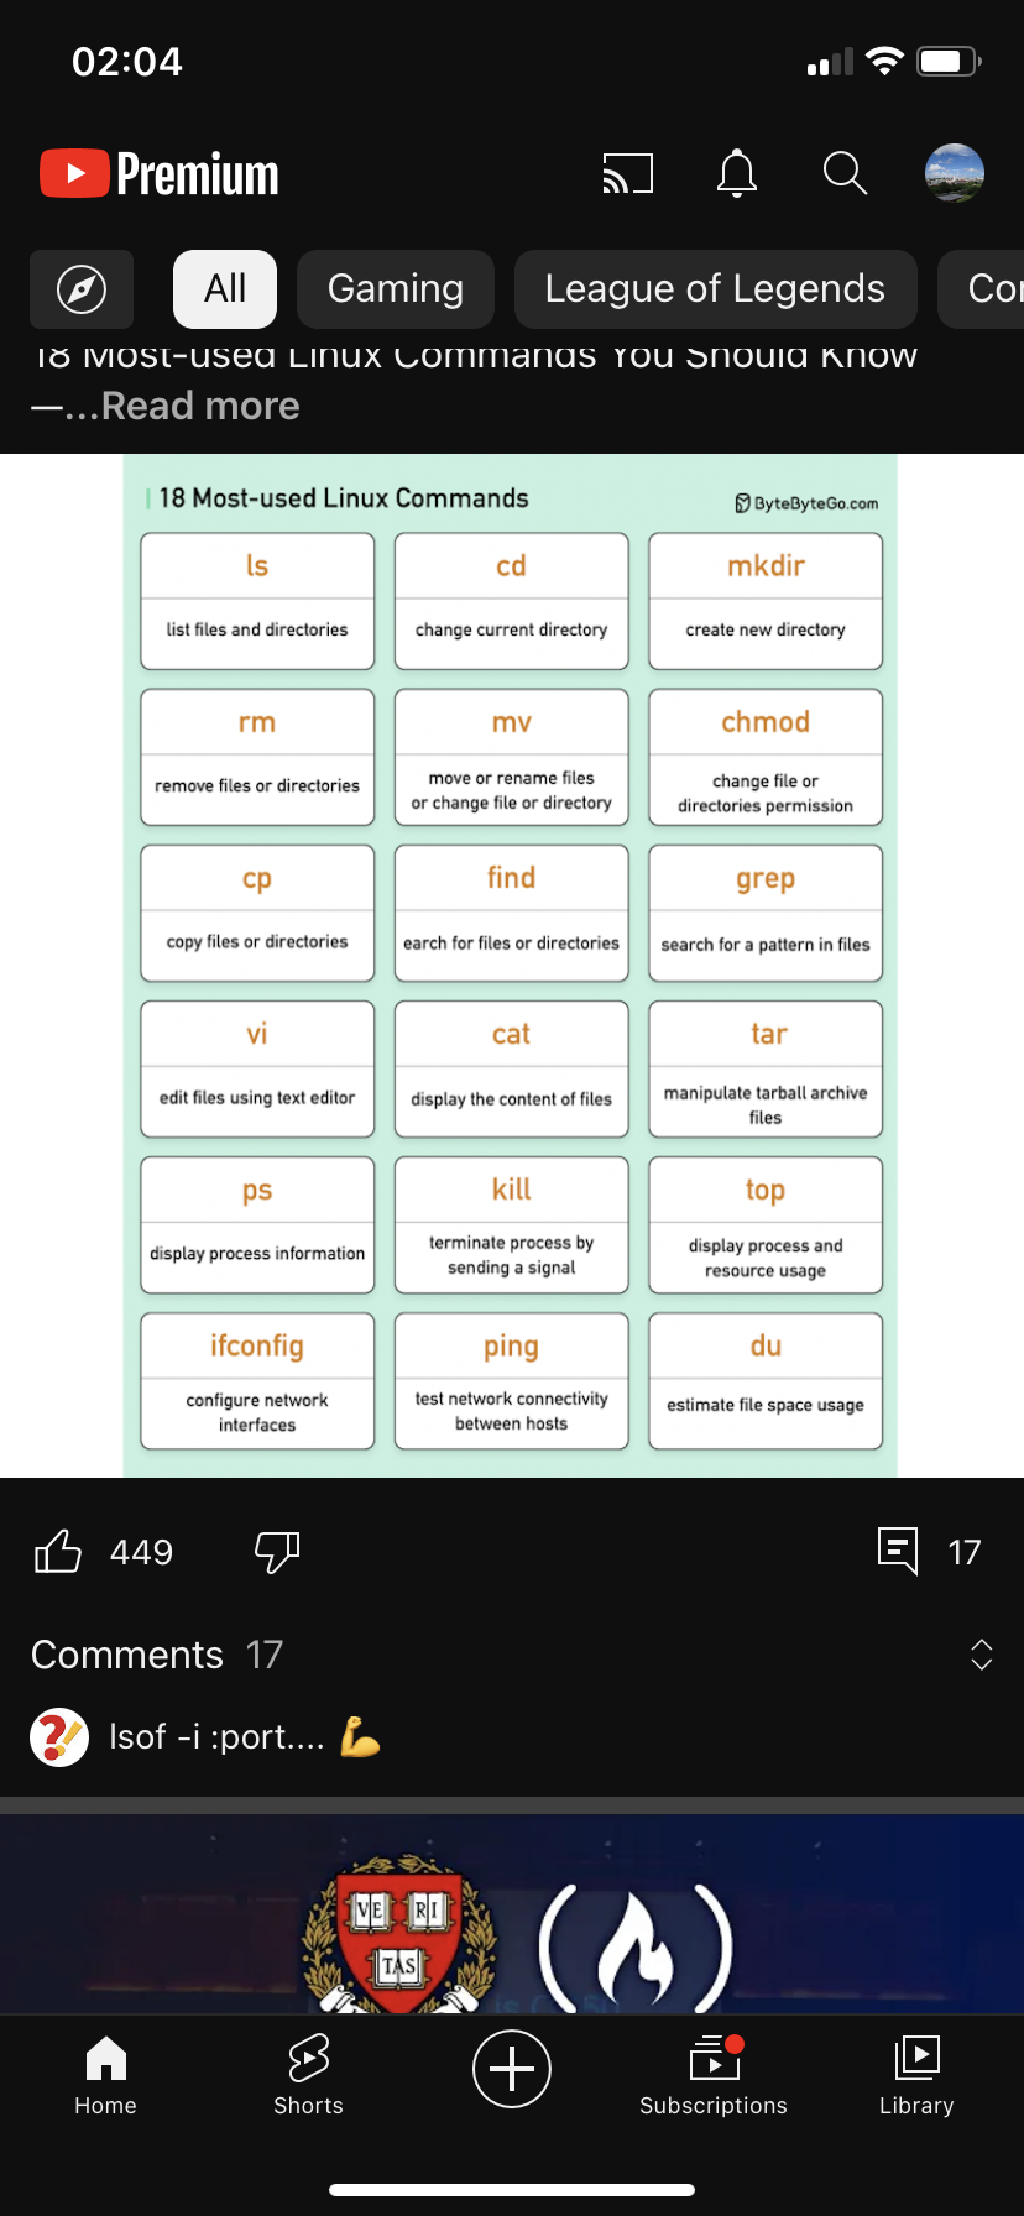 02:04
Premium
All
Gaming
League of Legends
Co
18 Most-used Linux Commands You Should Know
—...Read more
18 Most-used Linux Commands
ByteByteGo.com
ls
cd
mkdir
list files and directories
change current directory
create new directory
rm
mv
chmod
remove files or directories
move or rename files
or change file or directory
change file or
directories permission
cp
find
grep
copy files or directories
earch for files or directories
search for a pattern in files
vi
cat
tar
edit files using text editor
display the content of files
manipulate tarball archive
files
ps
kill
top
display process information
terminate process by
sending a signal
display process and
resource usage
ifconfig
ping
du
configure network
interfaces
test network connectivity
between hosts
estimate file space usage
449
17
Comments 17
lsof -i :port.... 💪
VE RI
TAS
Home
Shorts
Subscriptions
Library